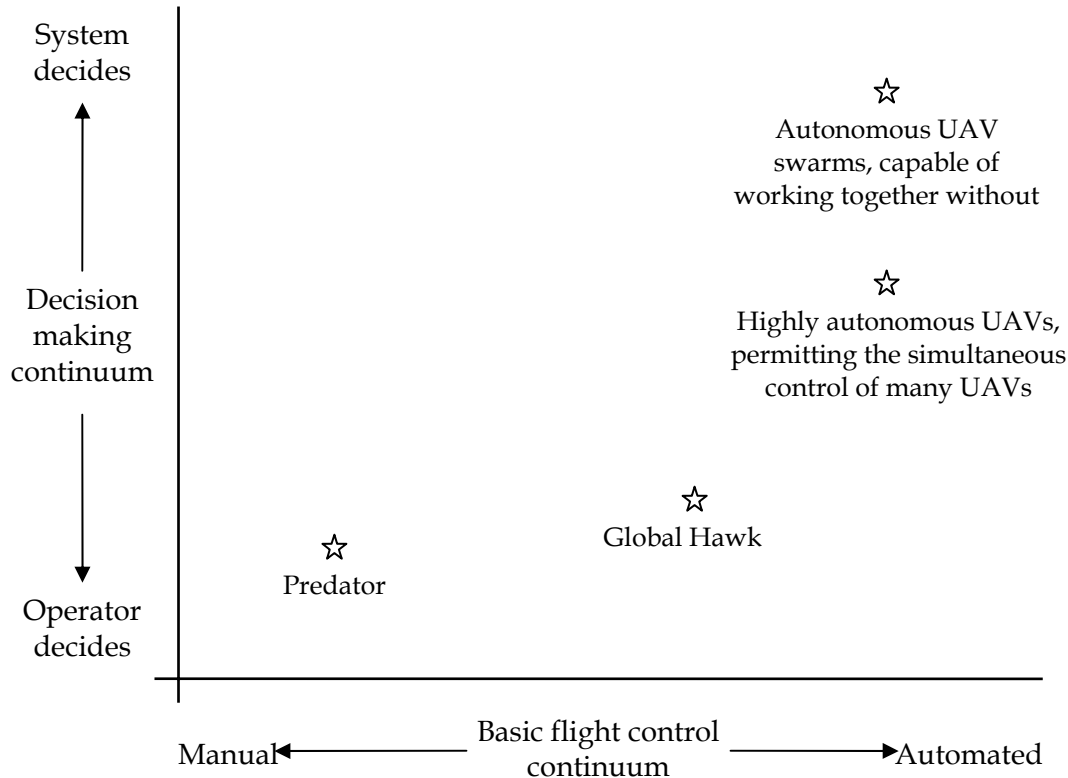 System
decides
Autonomous UAV
swarms, capable of
working together without
Decision
making
continuum
Highly autonomous UAVs,
permitting the simultaneous
control of many UAVs
Global Hawk
Predator
Operator
decides
Manual
Basic flight control
continuum
Automated